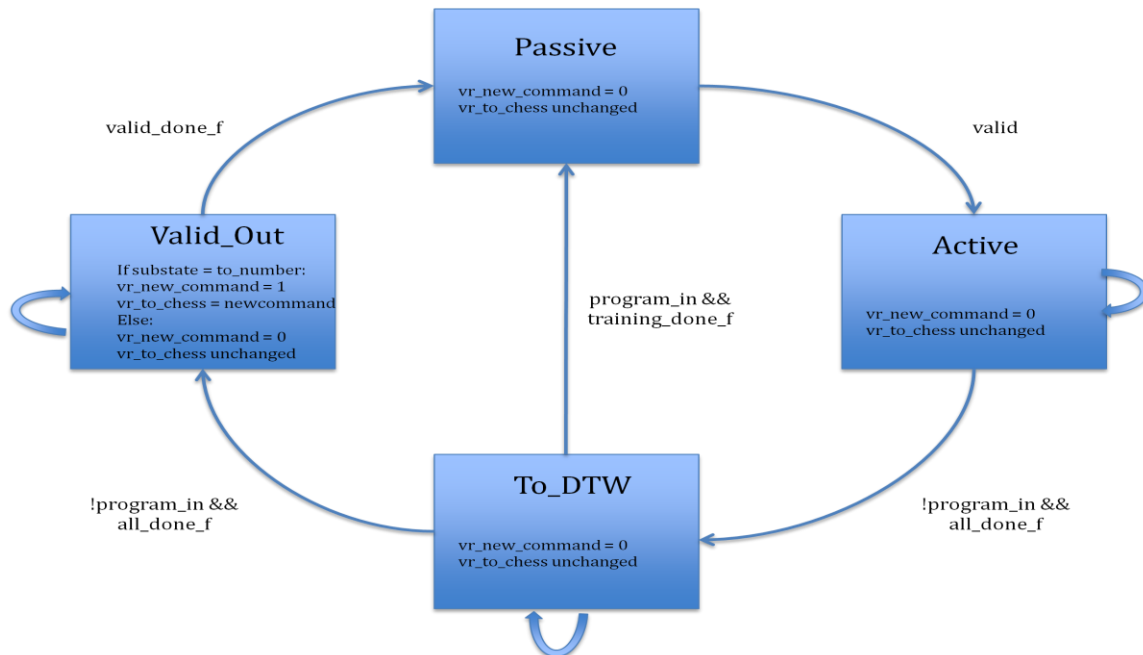 Passive
vr_new_command = 0
vr_to_chess unchanged
valid_done_f
valid
Valid_Out
If substate = to_number:
vr_new_command = 1
vr_to_chess = newcommand
Else:
vr_new_command = 0
vr_to_chess unchanged
Active
vr_new_command = 0
vr_to_chess unchanged
program_in &&
training_done_f
!program_in &&
all_done_f
To_DTW
vr_new_command = 0
vr_to_chess unchanged
!program_in &&
all_done_f